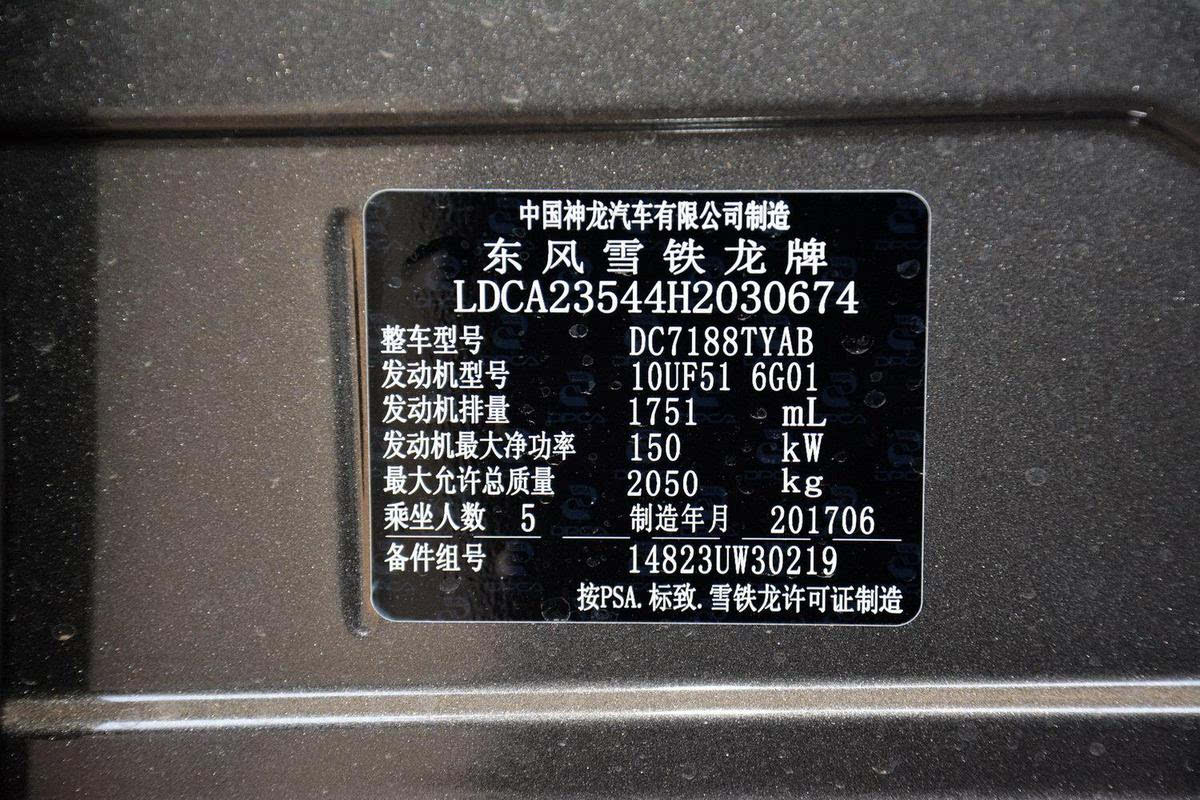 中国神龙汽车有限公司制造
东风雪铁龙牌
LDCA23544H2030674
整车型号 DC7188TYAB
发动机型号 10UF51 6G01
发动机排量 1751 mL
发动机最大净功率 150 kW
最大允许总质量 2050 kg
乘坐人数 5 制造年月 201706
备件组号 14823UW30219
按PSA.标致.雪铁龙许可证制造